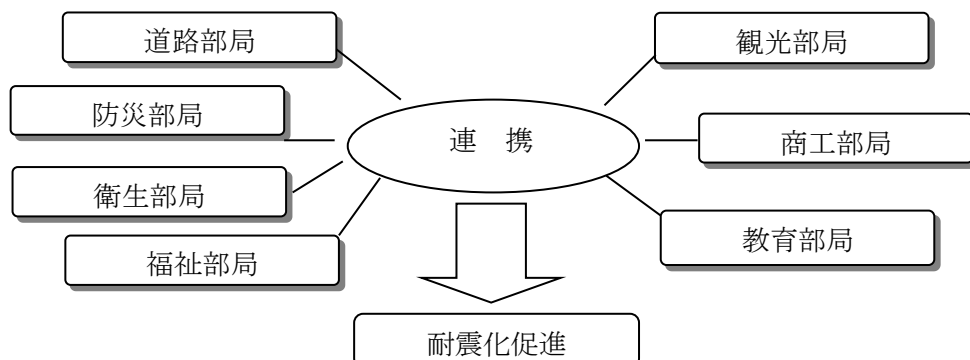 道路部局
観光部局
防災部局
連　携
商工部局
衛生部局
教育部局
福祉部局
耐震化促進